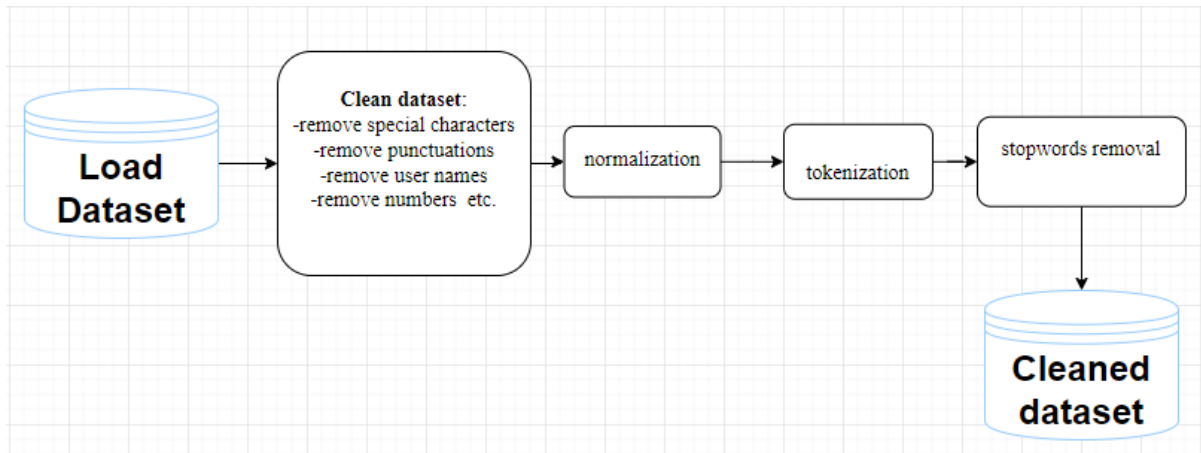 Load
Dataset
Clean dataset:
-remove special characters
-remove punctuations
-remove user names
-remove numbers etc.
normalization
tokenization
stopwords removal
Cleaned
dataset